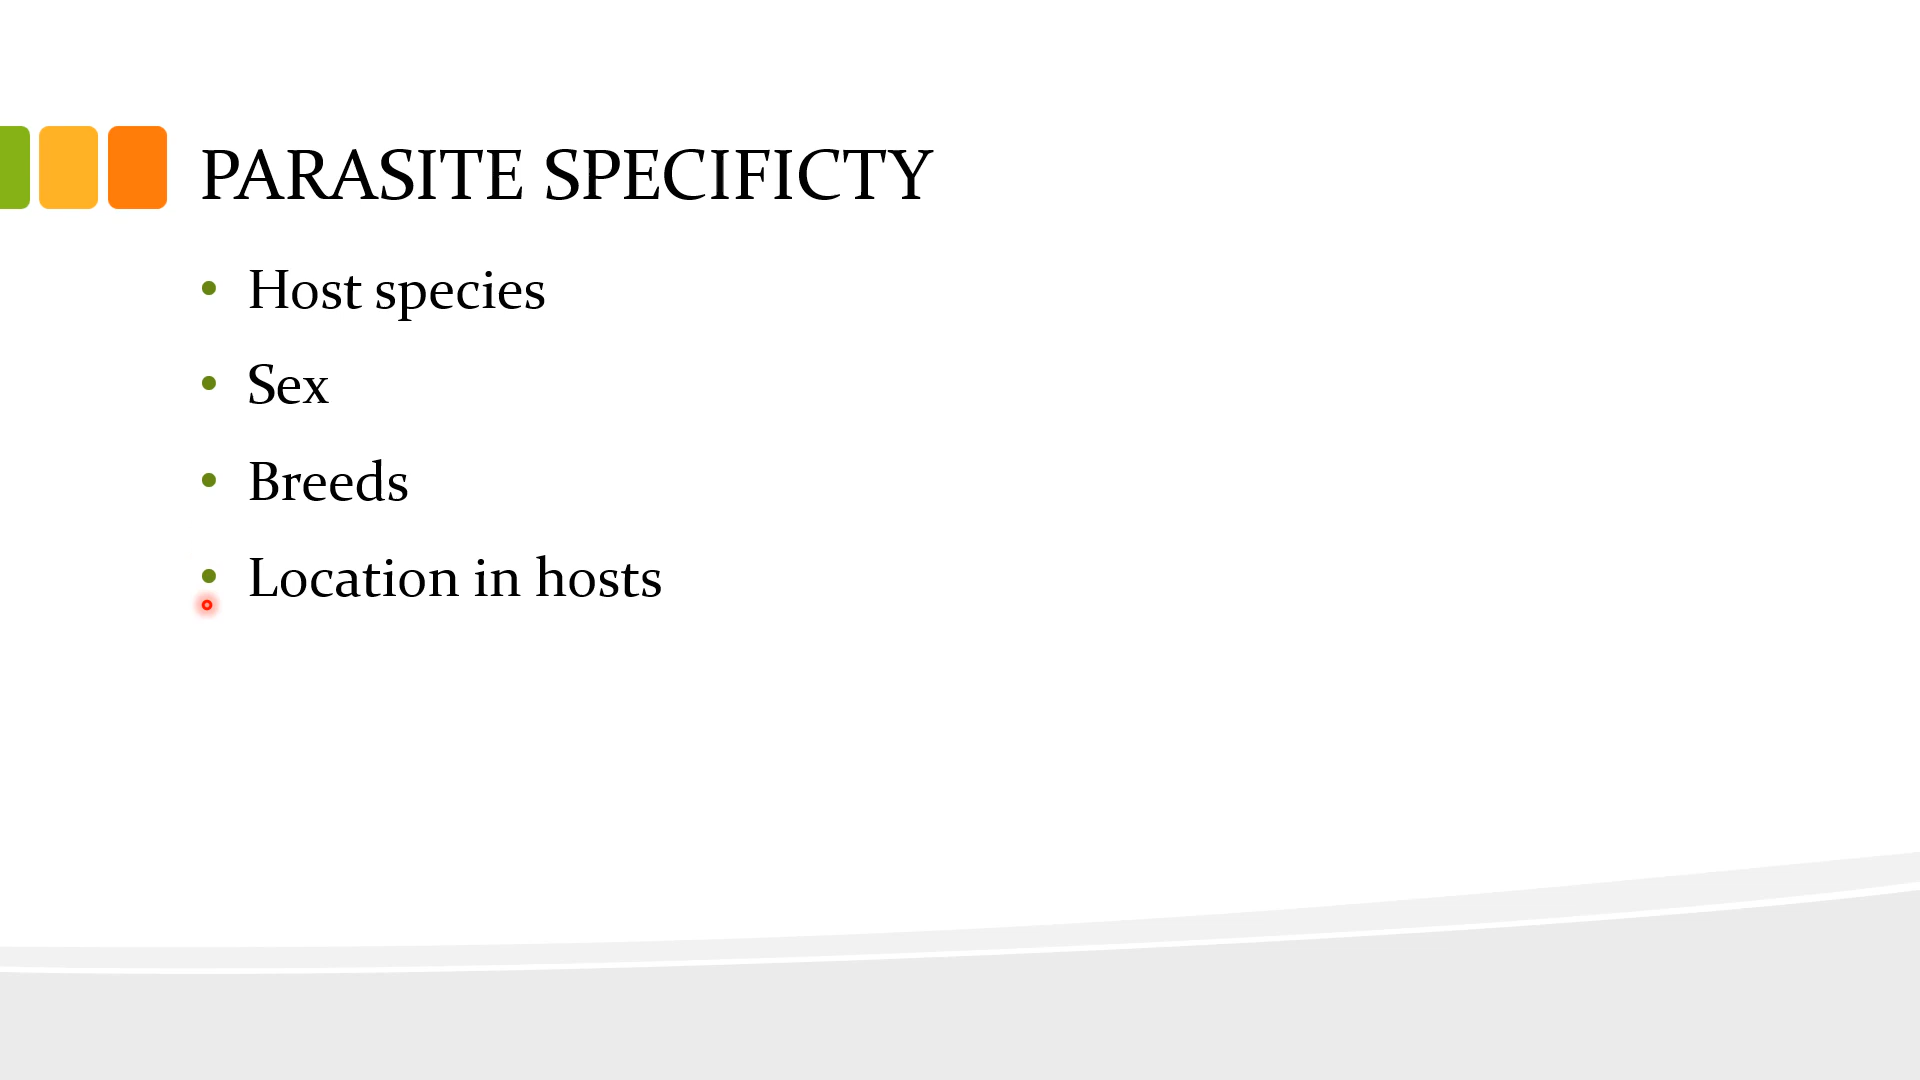 PARASITE SPECIFICTY
• Host species
• Sex
• Breeds
• Location in hosts